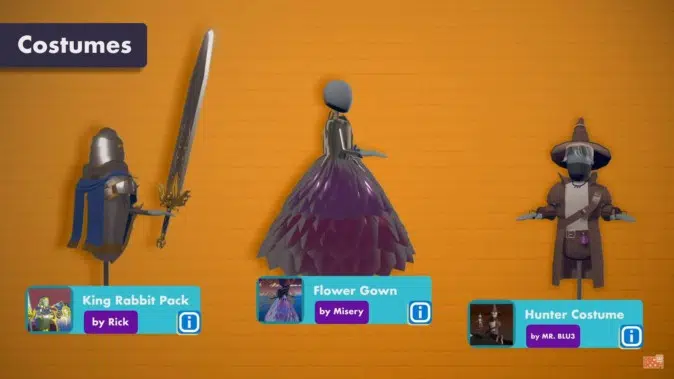 Costumes
King Rabbit Pack
by Rick
Flower Gown
by Misery
Hunter Costume
by MR. BLU3